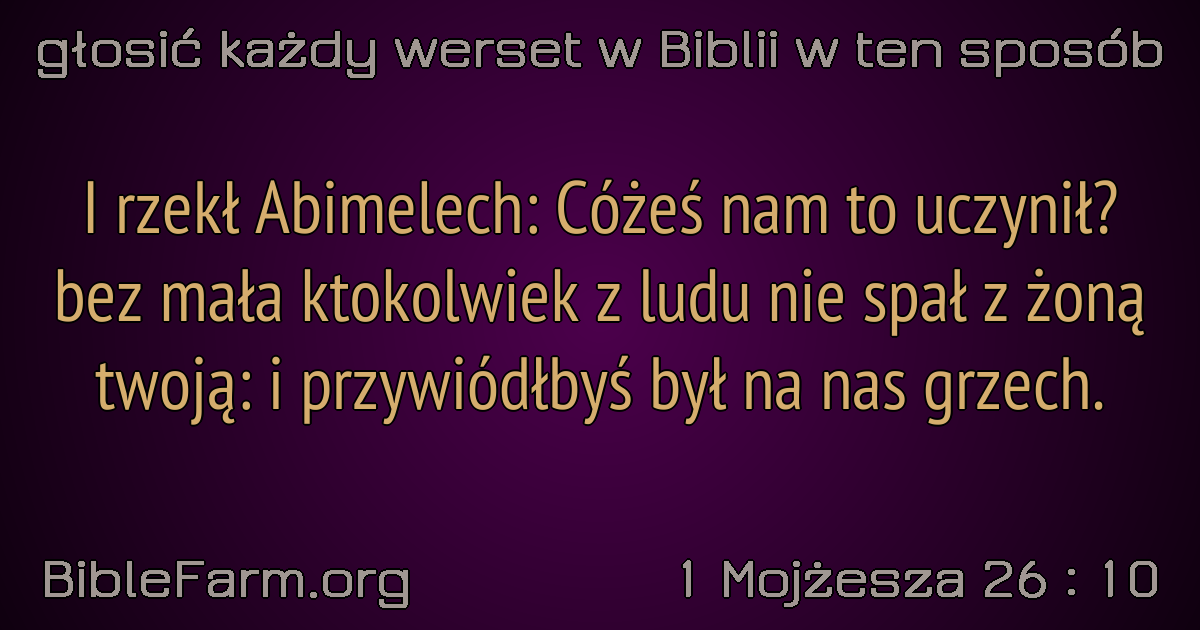 głosić każdy werset w Biblii w ten sposób
I rzekł Abimelech: Cóżeś nam to uczynił?
bez mała ktokolwiek z ludu nie spał z żoną
twoją: i przywiódłbyś był na nas grzech.
BibleFarm.org
1 Mojżesza 26 : 10